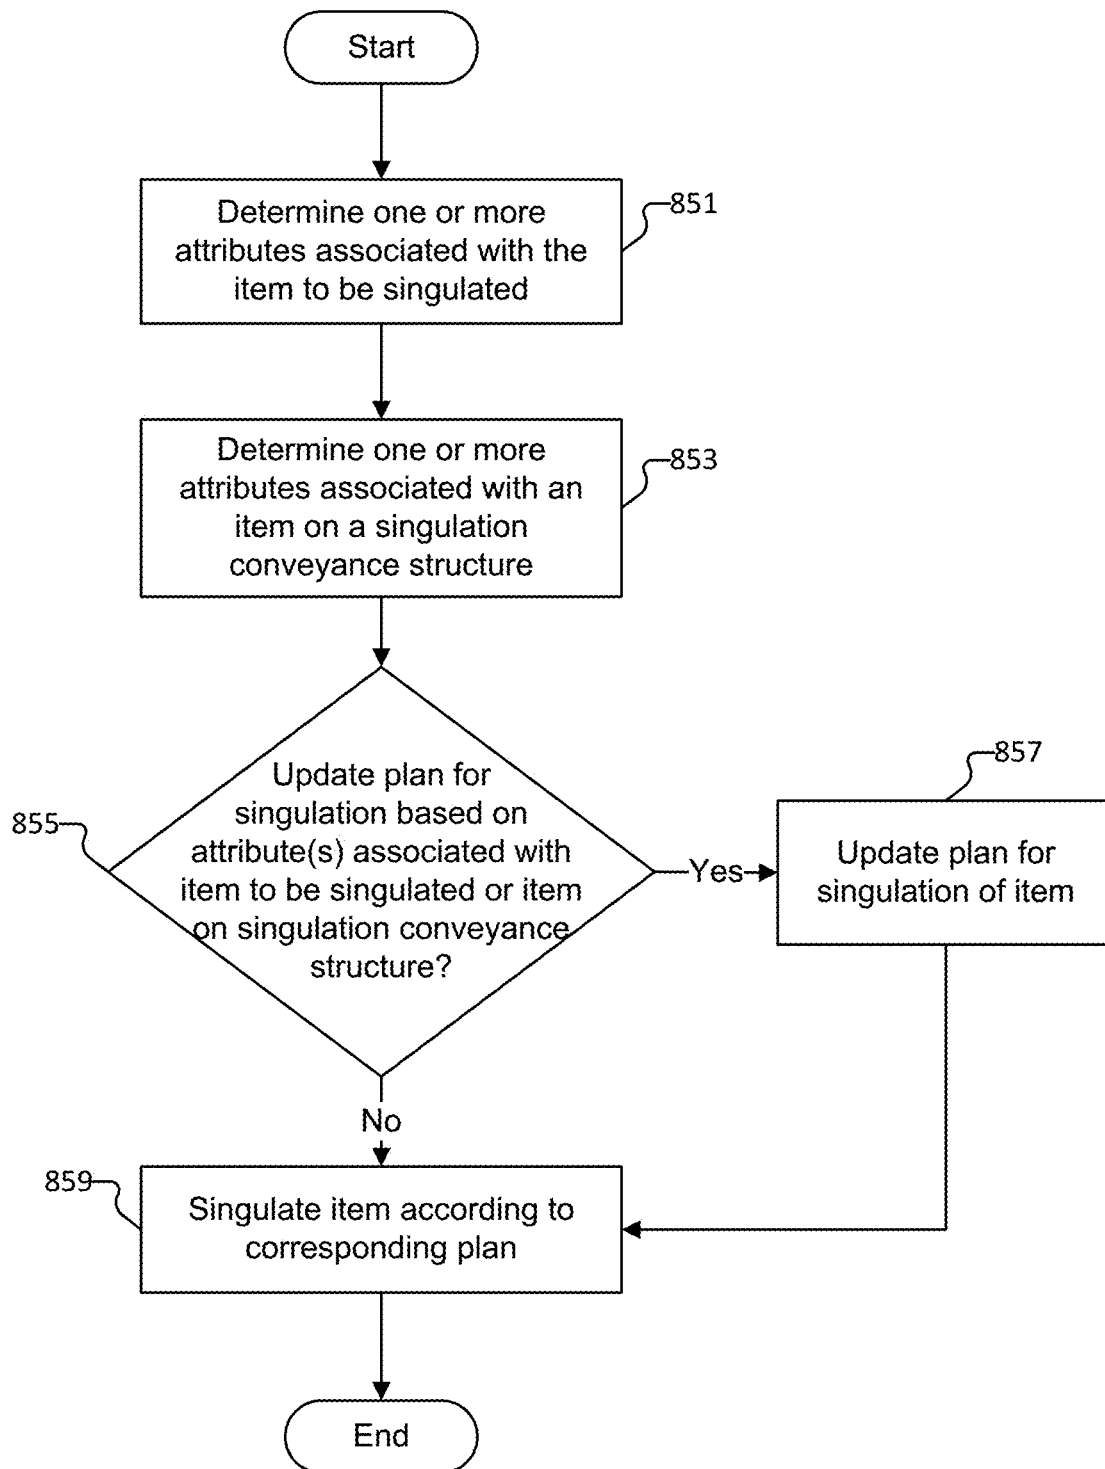 Start
Determine one or more
attributes associated with the
item to be singulated
851
Determine one or more
attributes associated with an
item on a singulation
conveyance structure
853
Update plan for
singulation based on
attribute(s) associated with
item to be singulated or item
on singulation conveyance
structure?
855
Yes
857
Update plan for
singulation of item
No
859
Singulate item according to
corresponding plan
End